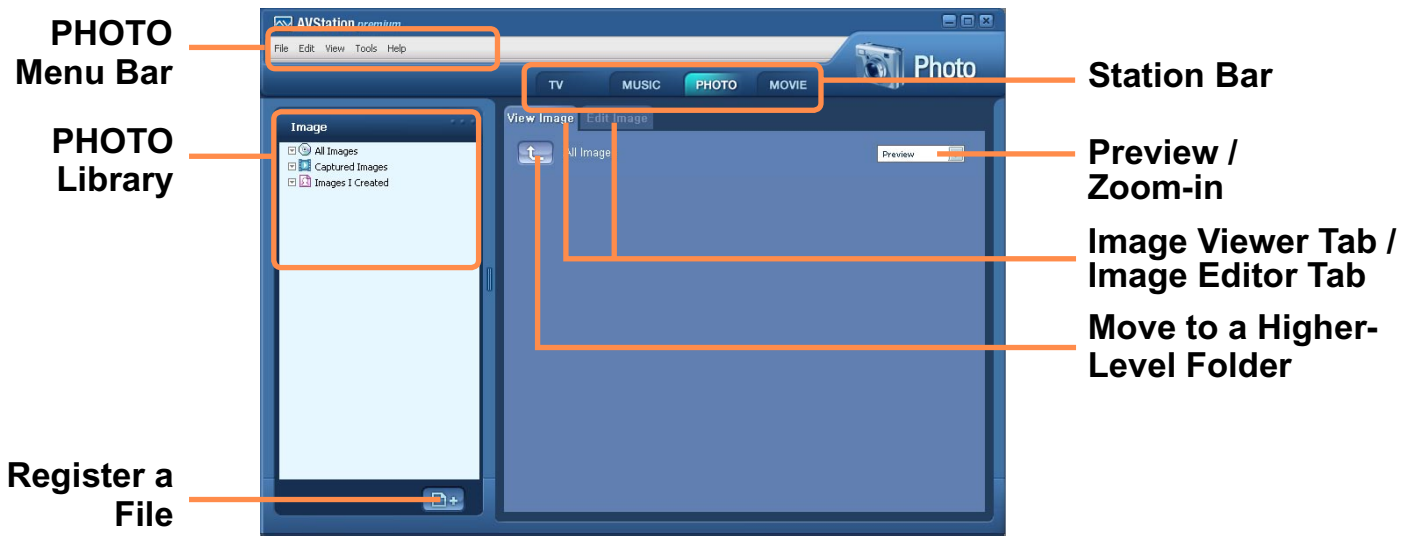 PHOTO
Menu Bar
PHOTO
Library
Register a
File
AVStation premium
File Edit View Tools Help
Photo
TV MUSIC PHOTO MOVIE
Image
All Images
Captured Images
Images I Created
View Image Edit Image
All Image
Preview
Station Bar
Preview /
Zoom-in
Image Viewer Tab /
Image Editor Tab
Move to a Higher-
Level Folder